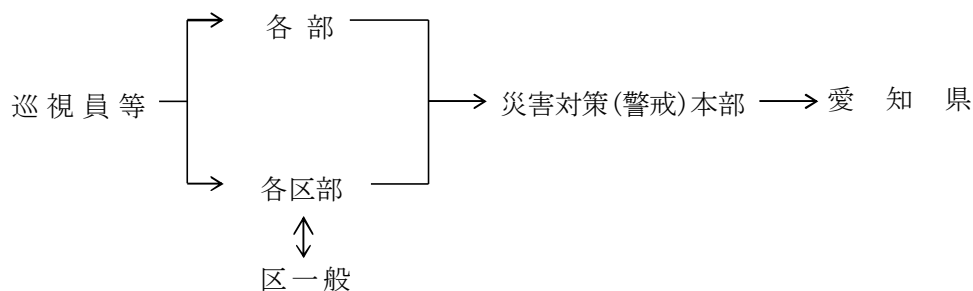 各部
巡視員等
災害対策(警戒)本部
愛知県
各区部
区一般